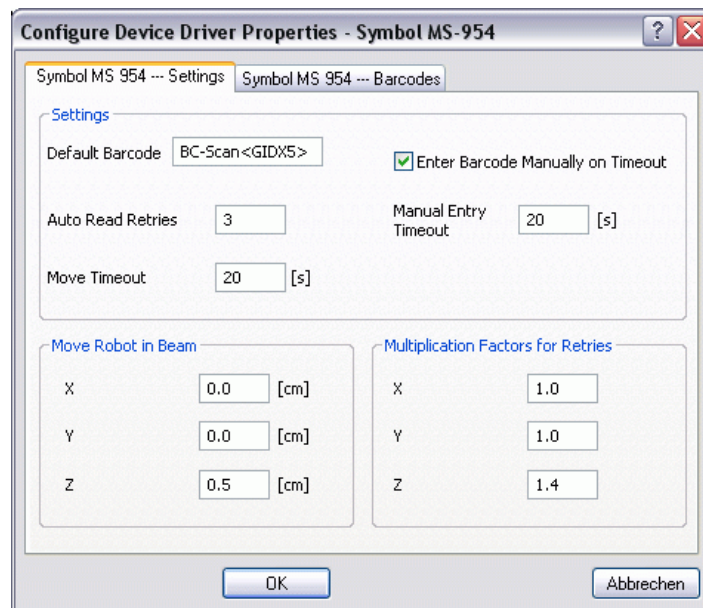 Configure Device Driver Properties - Symbol MS-954
Symbol MS 954 --- Settings
Symbol MS 954 --- Barcodes
Settings
Default Barcode BC-Scan<GIDX5>
Enter Barcode Manually on Timeout
Auto Read Retries 3
Manual Entry
Timeout 20 [s]
Move Timeout 20 [s]
Move Robot in Beam
X 0.0 [cm]
Y 0.0 [cm]
Z 0.5 [cm]
Multiplication Factors for Retries
X 1.0
Y 1.0
Z 1.4
OK
Abbrechen